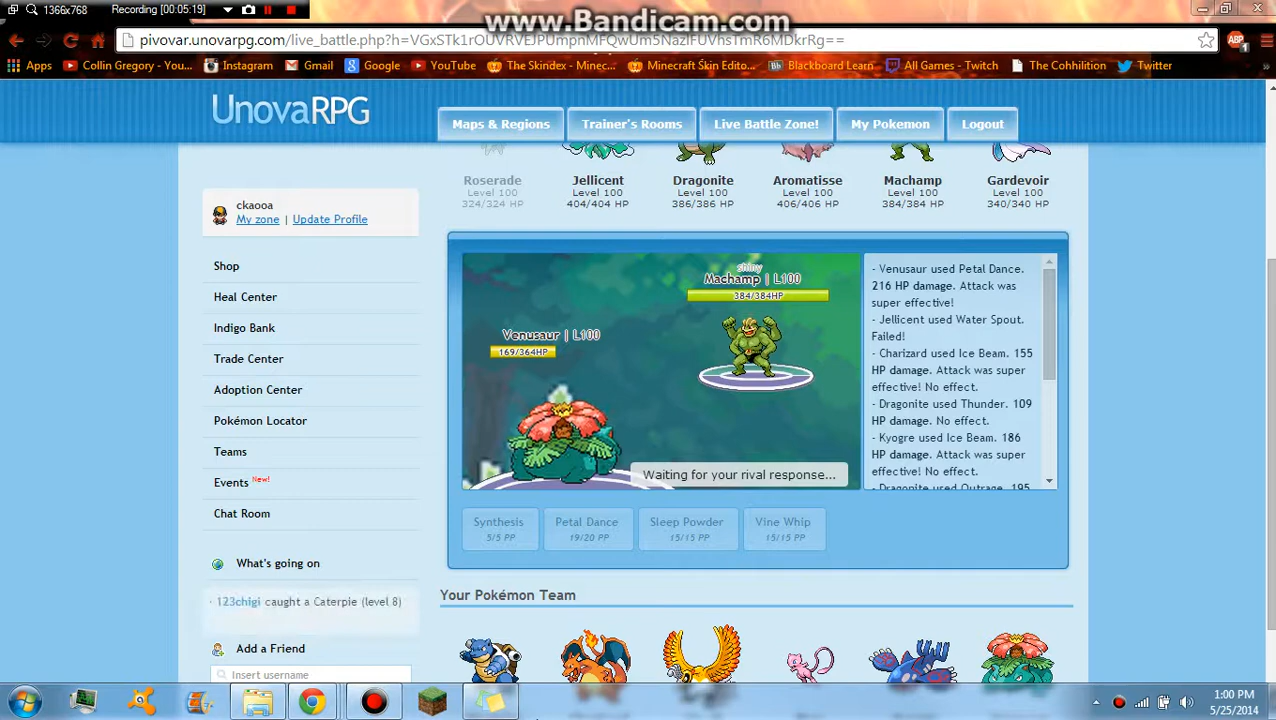 1366x768 Recording [00:05:19]
www.Bandicam.com
pivovar.unovarpg.com/live_battle.php?h=
ABP
1
Apps Collin Gregory - You... Instagram Gmail Google YouTube The Skindex - Minec... Minecraft Skin Edito... Bb Blackboard Learn All Games - Twitch The Cohhilition Twitter »
UnovaRPG
Maps & Regions Trainer's Rooms Live Battle Zone! My Pokemon Logout
Roserade Jellicent Dragonite Aromatisse Machamp Gardevoir
Level 100 Level 100 Level 100 Level 100 Level 100 Level 100
324/324 HP 404/404 HP 386/386 HP 406/406 HP 384/384 HP 340/340 HP
ckaooa
My zone | Update Profile
Shop
Heal Center
Indigo Bank
Trade Center
Adoption Center
Pokémon Locator
Teams
Events New!
Chat Room
What's going on
· 123chigi caught a Caterpie (level 8)
Add a Friend
Insert username
shiny
Machamp | L100
384/384HP
Venusaur | L100
169/364HP
Waiting for your rival response...
- Venusaur used Petal Dance.
216 HP damage. Attack was
super effective!
- Jellicent used Water Spout.
Failed!
- Charizard used Ice Beam. 155
HP damage. Attack was super
effective! No effect.
- Dragonite used Thunder. 109
HP damage. No effect.
- Kyogre used Ice Beam. 186
HP damage. Attack was super
effective! No effect.
- Dragonite used Outrage. 195
Synthesis Petal Dance Sleep Powder Vine Whip
5/5 PP 19/20 PP 15/15 PP 15/15 PP
Your Pokémon Team
1:00 PM
5/25/2014